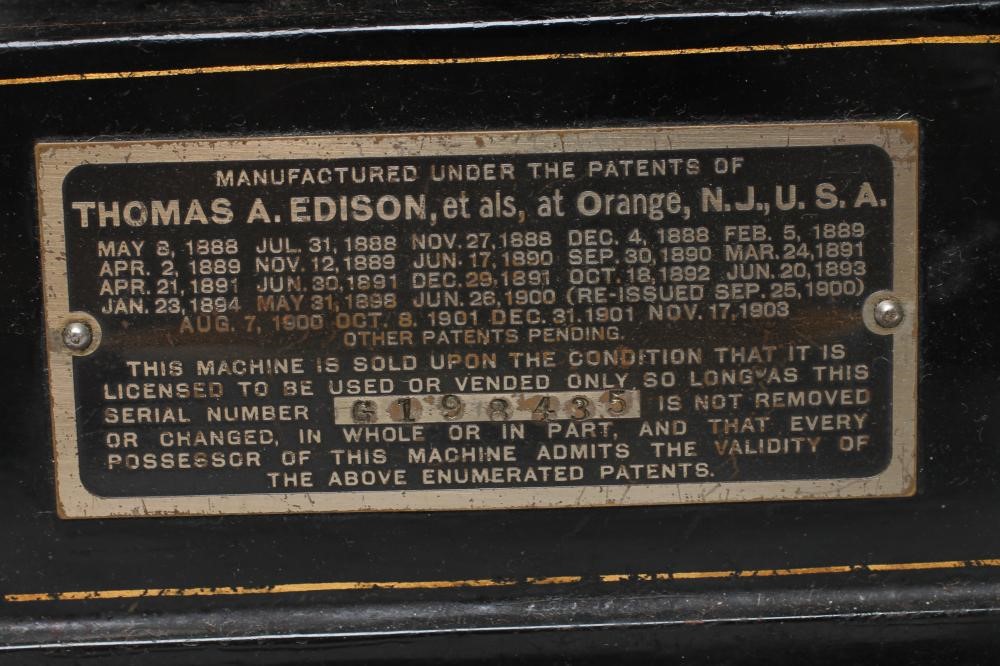 MANUFACTURED UNDER THE PATENTS OF
THOMAS A. EDISON, et als, at Orange, N.J., U.S.A.
MAY 8, 1888 JUL. 31, 1888 NOV. 27, 1888 DEC. 4, 1888 FEB. 5, 1889
APR. 2, 1889 NOV. 12, 1889 JUN. 17, 1890 SEP. 30, 1890 MAR. 24, 1891
APR. 21, 1891 JUN. 30, 1891 DEC. 29, 1891 OCT. 18, 1892 JUN. 20, 1893
JAN. 23, 1894 MAY 31, 1898 JUN. 26, 1900 (RE-ISSUED SEP. 25, 1900)
AUG. 7, 1900 OCT. 8, 1901 DEC. 31, 1901 NOV. 17, 1903
OTHER PATENTS PENDING.
THIS MACHINE IS SOLD UPON THE CONDITION THAT IT IS
LICENSED TO BE USED OR VENDED ONLY SO LONG AS THIS
SERIAL NUMBER G198435 IS NOT REMOVED
OR CHANGED, IN WHOLE OR IN PART, AND THAT EVERY
POSSESSOR OF THIS MACHINE ADMITS THE VALIDITY OF
THE ABOVE ENUMERATED PATENTS.